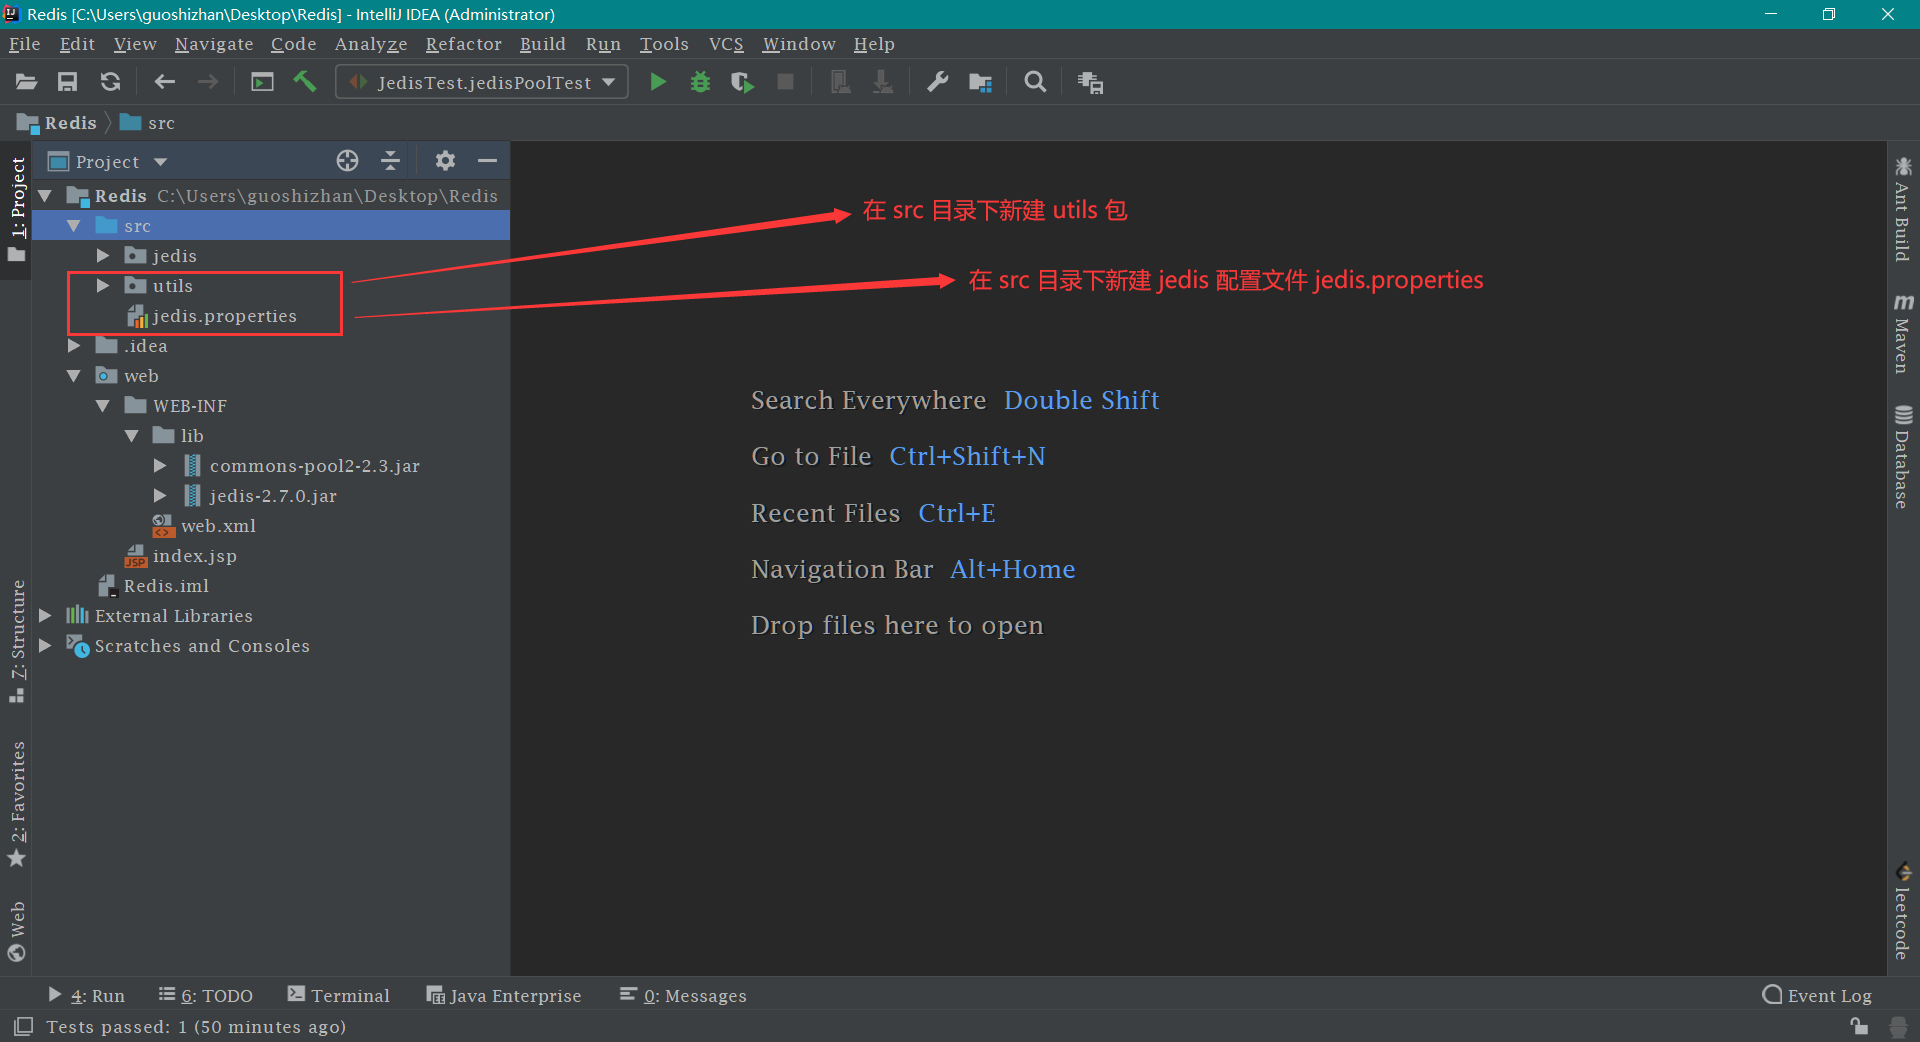 Redis [C:\Users\guoshizhan\Desktop\Redis] - IntelliJ IDEA (Administrator)
File Edit View Navigate Code Analyze Refactor Build Run Tools VCS Window Help
JedisTest.jedisPoolTest
Redis src
Project
Redis C:\Users\guoshizhan\Desktop\Redis
src
jedis
utils
jedis.properties
.idea
web
WEB-INF
lib
commons-pool2-2.3.jar
jedis-2.7.0.jar
web.xml
index.jsp
Redis.iml
External Libraries
Scratches and Consoles
在 src 目录下新建 utils 包
在 src 目录下新建 jedis 配置文件 jedis.properties
Search Everywhere Double Shift
Go to File Ctrl+Shift+N
Recent Files Ctrl+E
Navigation Bar Alt+Home
Drop files here to open
1: Project
Z: Structure
2: Favorites
Web
Ant Build
Maven
Database
leetcode
4: Run 6: TODO Terminal Java Enterprise 0: Messages Event Log
Tests passed: 1 (50 minutes ago)